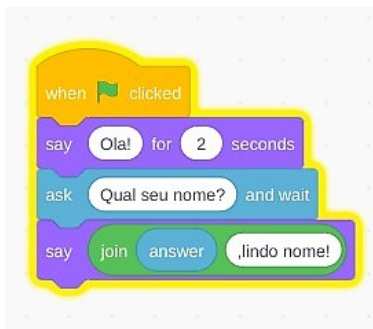 when clicked
say Ola! for 2 seconds
ask Qual seu nome? and wait
say join answer ,lindo nome!